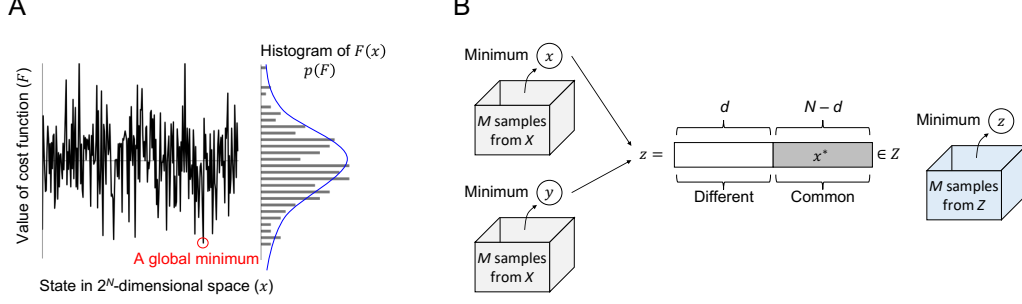 A
Value of cost function (F)
Histogram of F(x)
p(F)
A global minimum
State in 2ᴺ-dimensional space (x)
B
Minimum x
M samples
from X
Minimum y
M samples
from X
d
N – d
z =
x*
∈ Z
Different
Common
Minimum z
M samples
from Z